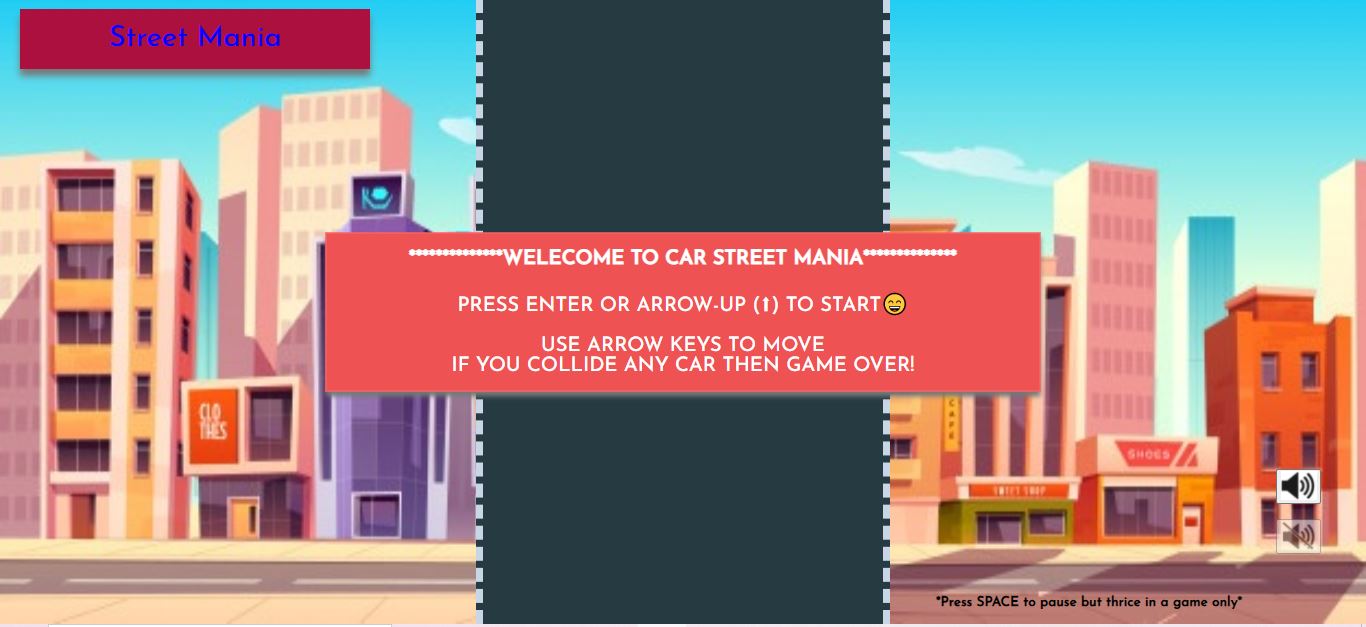 Street Mania
**************WELECOME TO CAR STREET MANIA**************
PRESS ENTER OR ARROW-UP (⬆) TO START😄
USE ARROW KEYS TO MOVE
IF YOU COLLIDE ANY CAR THEN GAME OVER!
CLO
THES
CAFE
SHOES
SWEET SHOP
*Press SPACE to pause but thrice in a game only*